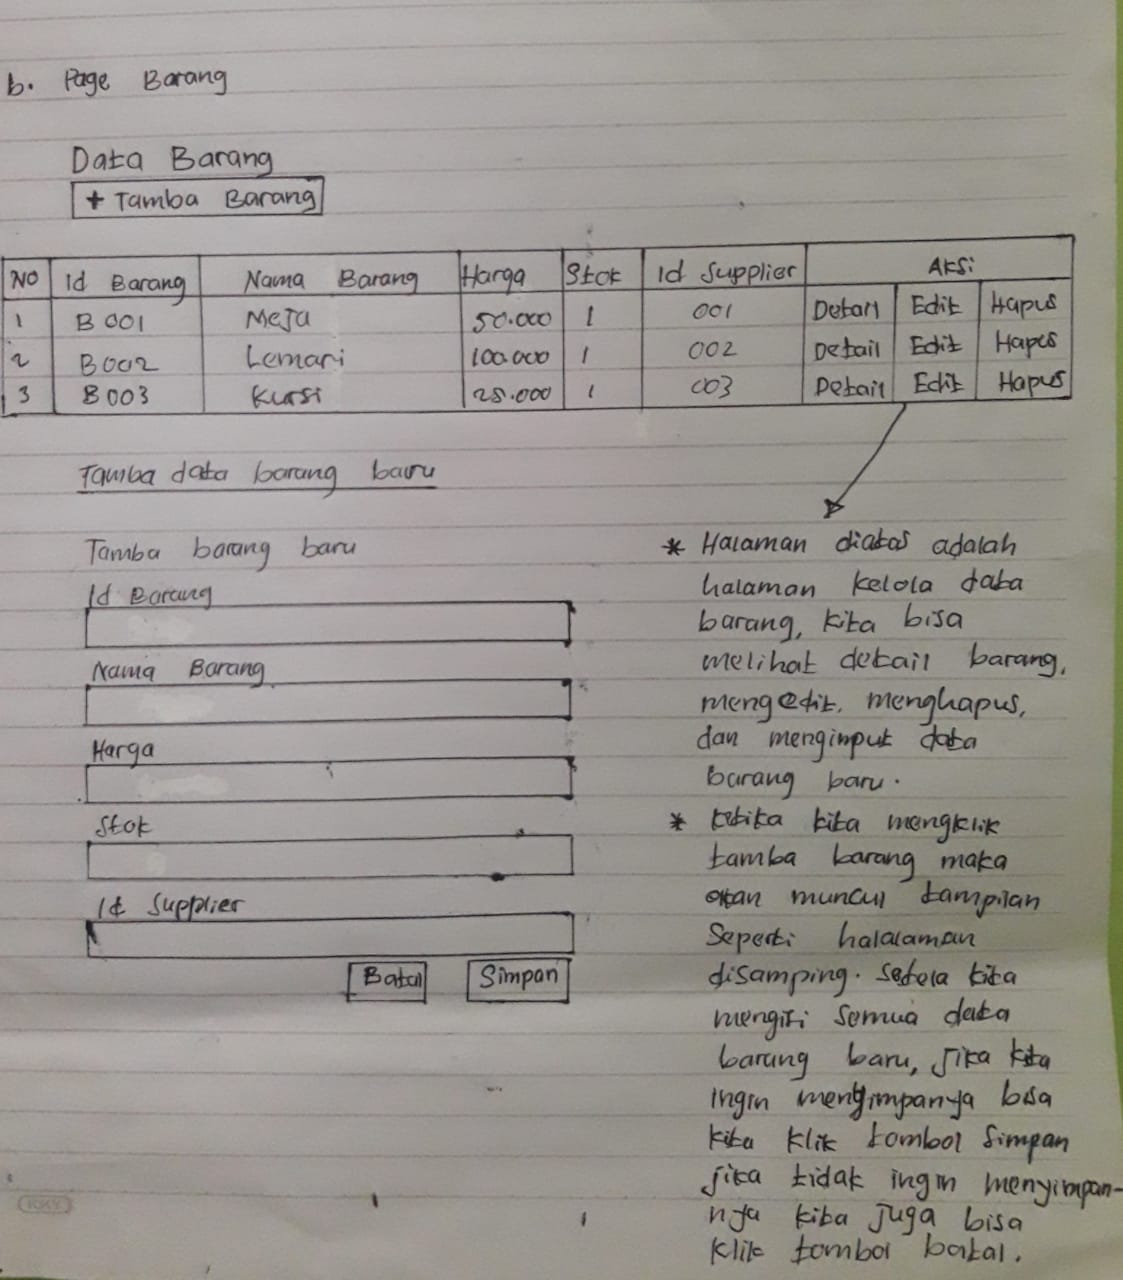 b. Page Barang
Data Barang
+ Tamba Barang
NO Id Barang Nama Barang Harga Stok Id Supplier Aksi
1 B001 Meja 50.000 1 001 Detail Edit Hapus
2 B002 Lemari 100.000 1 002 Detail Edit Hapus
3 B003 Kursi 25.000 1 003 Detail Edit Hapus
Tamba data barang baru
Tamba barang baru
Id Barang
Nama Barang
Harga
Stok
Id Supplier
Batal Simpan
* Halaman diatas adalah
halaman kelola data
barang, kita bisa
melihat detail barang,
mengedit, menghapus,
dan menginput data
barang baru.
* ketika kita mengklik
tamba barang maka
akan muncul tampilan
seperti halalaman
disamping. setela kita
mengisi semua data
barang baru, jika kita
ingin menyimpanya bisa
kita klik tombol simpan
jika tidak ingin menyimpan-
nya kita juga bisa
klik tombol batal.
KIKY